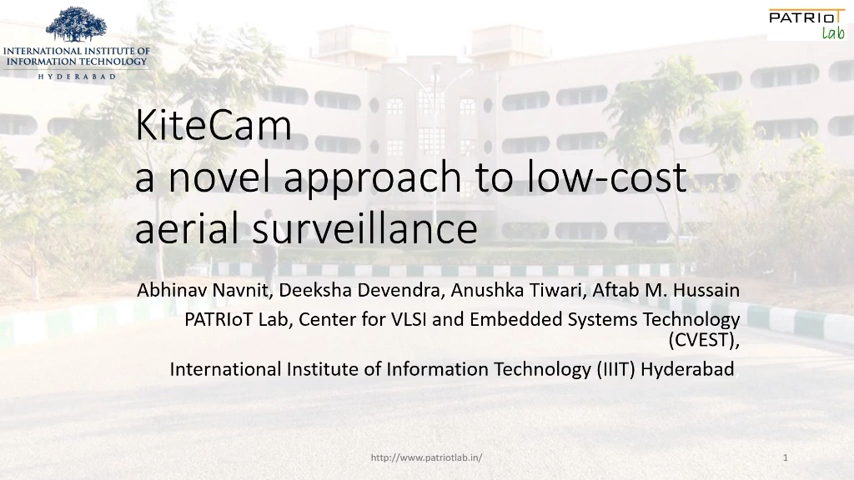 INTERNATIONAL INSTITUTE OF
INFORMATION TECHNOLOGY
HYDERABAD
PATRIoT
lab
KiteCam
a novel approach to low-cost
aerial surveillance
Abhinav Navnit, Deeksha Devendra, Anushka Tiwari, Aftab M. Hussain
PATRIoT Lab, Center for VLSI and Embedded Systems Technology
(CVEST),
International Institute of Information Technology (IIIT) Hyderabad
http://www.patriotlab.in/
1